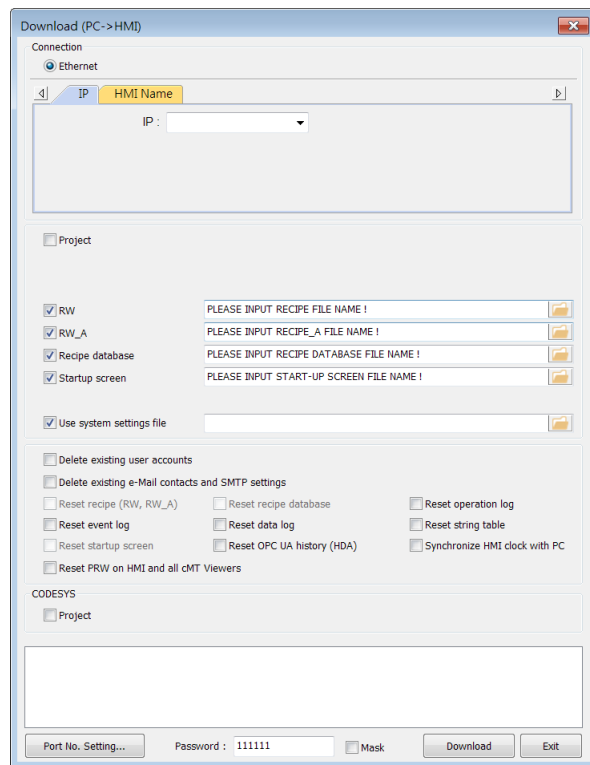 Download (PC->HMI)
Connection
Ethernet
IP HMI Name
IP :
Project
RW PLEASE INPUT RECIPE FILE NAME !
RW_A PLEASE INPUT RECIPE_A FILE NAME !
Recipe database PLEASE INPUT RECIPE DATABASE FILE NAME !
Startup screen PLEASE INPUT START-UP SCREEN FILE NAME !
Use system settings file
Delete existing user accounts
Delete existing e-Mail contacts and SMTP settings
Reset recipe (RW, RW_A) Reset recipe database Reset operation log
Reset event log Reset data log Reset string table
Reset startup screen Reset OPC UA history (HDA) Synchronize HMI clock with PC
Reset PRW on HMI and all cMT Viewers
CODESYS
Project
Port No. Setting... Password : 111111 Mask Download Exit